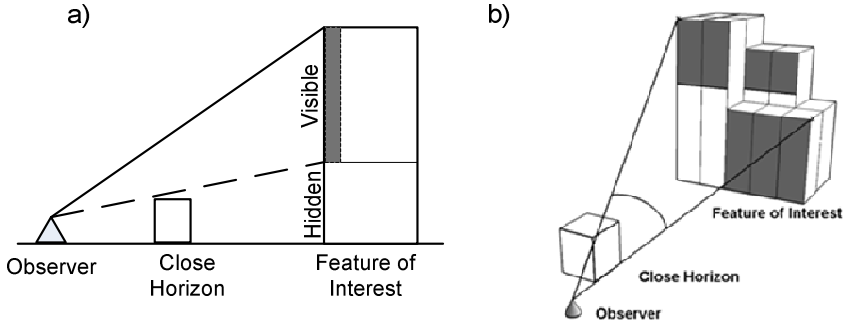 a)
Visible
Hidden
Observer
Close
Horizon
Feature of
Interest
b)
Feature of Interest
Close Horizon
Observer